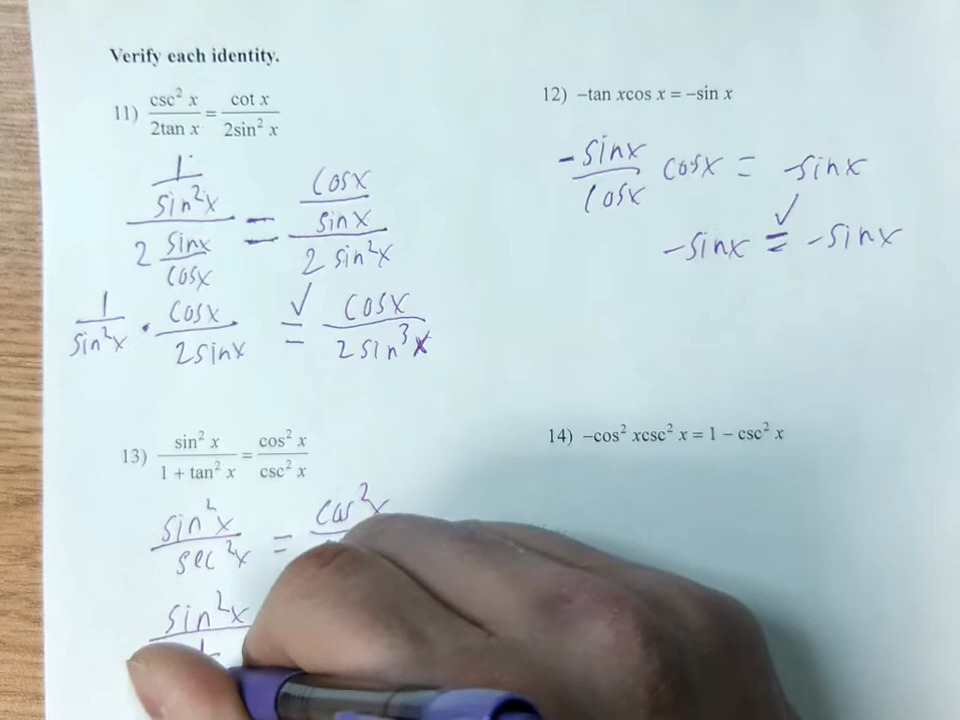 Verify each identity.
11) csc² x / 2tan x = cot x / 2sin² x
1/sin²x / 2 sinx/cosx = cosx/sinx / 2 sin²x
1/sin²x · cosx/2sinx =✓ cosx/2sin³x
12) −tan xcos x = −sin x
-sinx/cosx cosx = -sinx
-sinx =✓ -sinx
13) sin² x / 1 + tan² x = cos² x / csc² x
sin²x/sec²x = cos²x
sin²x
1
14) −cos² xcsc² x = 1 − csc² x